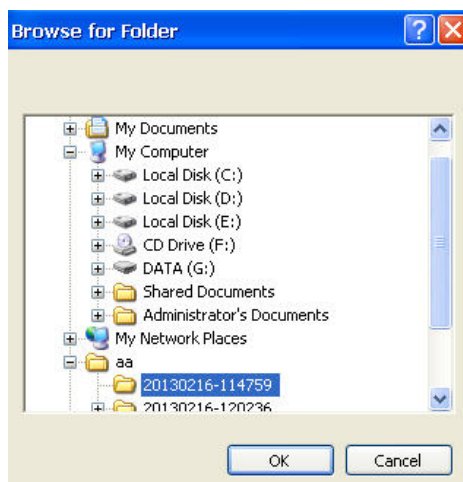 Browse for Folder
My Documents
My Computer
Local Disk (C:)
Local Disk (D:)
Local Disk (E:)
CD Drive (F:)
DATA (G:)
Shared Documents
Administrator's Documents
My Network Places
aa
20130216-114759
20130216-120236
OK Cancel